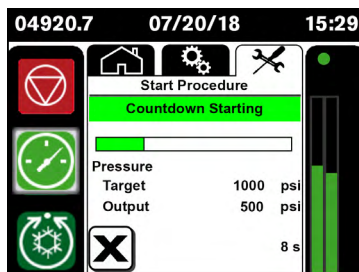 04920.7 07/20/18 15:29
Start Procedure
Countdown Starting
Pressure
Target 1000 psi
Output 500 psi
X
8 s